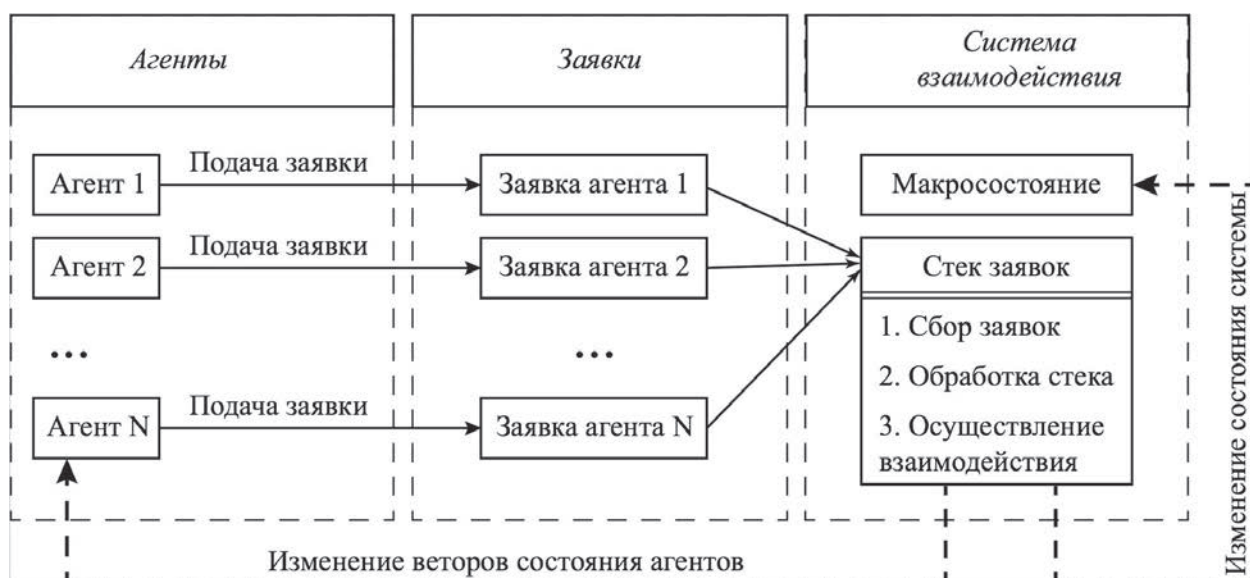 Агенты
Заявки
Система
взаимодействия
Агент 1
Подача заявки
Заявка агента 1
Макросостояние
Агент 2
Подача заявки
Заявка агента 2
Стек заявок
...
...
1. Сбор заявок
2. Обработка стека
Агент N
Подача заявки
Заявка агента N
3. Осуществление
взаимодействия
Изменение веторов состояния агентов
Изменение состояния системы